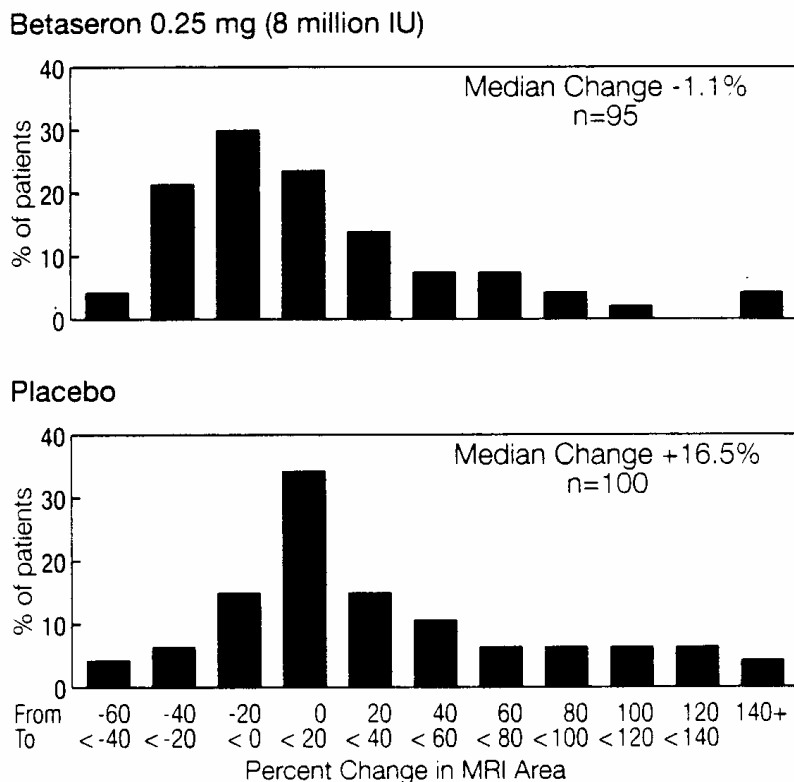 Betaseron 0.25 mg (8 million IU)
Median Change -1.1%
n=95
% of patients
40
30
20
10
0
Placebo
Median Change +16.5%
n=100
% of patients
40
30
20
10
0
From -60 -40 -20 0 20 40 60 80 100 120 140+
To <-40 <-20 <0 <20 <40 <60 <80 <100 <120 <140
Percent Change in MRI Area